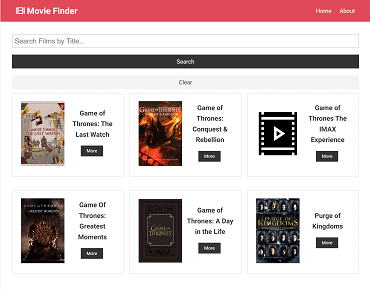 Movie Finder
Home About
Search Films by Title...
Search
Clear
Game of
Thrones: The
Last Watch
More
Game of
Thrones:
Conquest &
Rebellion
More
Game of
Thrones The
IMAX
Experience
More
Game Of
Thrones:
Greatest
Moments
More
Game of
Thrones: A Day
in the Life
More
Purge of
Kingdoms
More
GAME OF THRONES
THE LAST WATCH
GAME OF THRONES
GAME OF THRONES
GREATEST MOMENTS
GAME OF
THRONES
PURGE OF
KINGDOMS